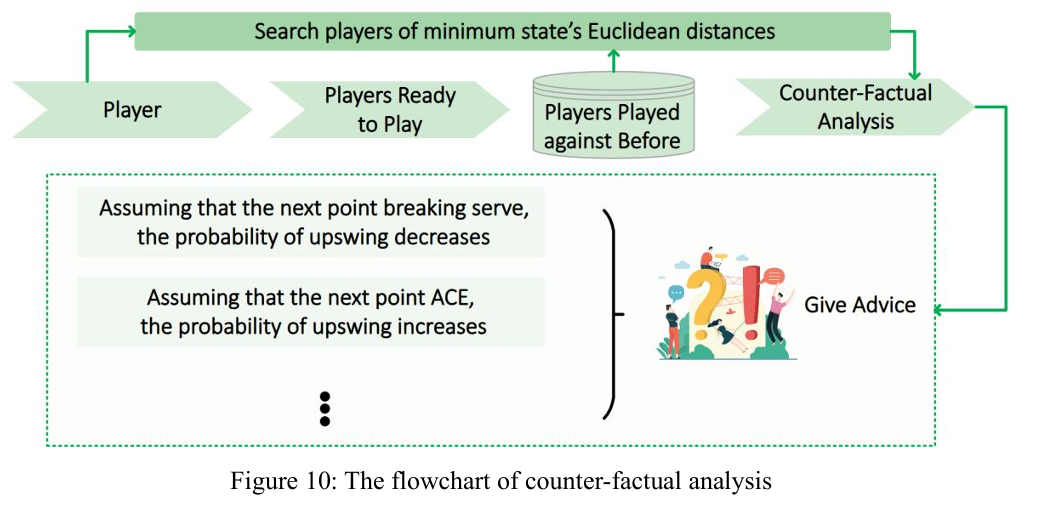 Search players of minimum state's Euclidean distances
Player
Players Ready
to Play
Players Played
against Before
Counter-Factual
Analysis
Assuming that the next point breaking serve,
the probability of upswing decreases
Assuming that the next point ACE,
the probability of upswing increases
?!
Give Advice
Figure 10: The flowchart of counter-factual analysis